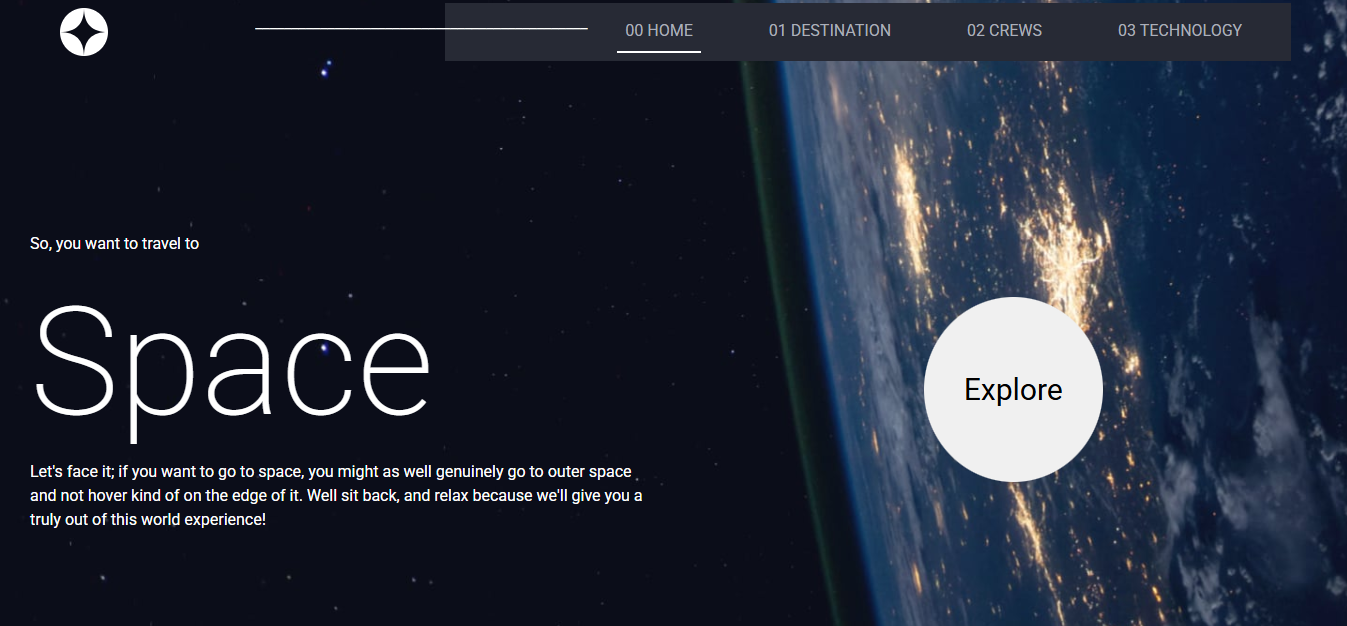 00 HOME 01 DESTINATION 02 CREWS 03 TECHNOLOGY
So, you want to travel to
Space
Explore
Let's face it; if you want to go to space, you might as well genuinely go to outer space
and not hover kind of on the edge of it. Well sit back, and relax because we'll give you a
truly out of this world experience!